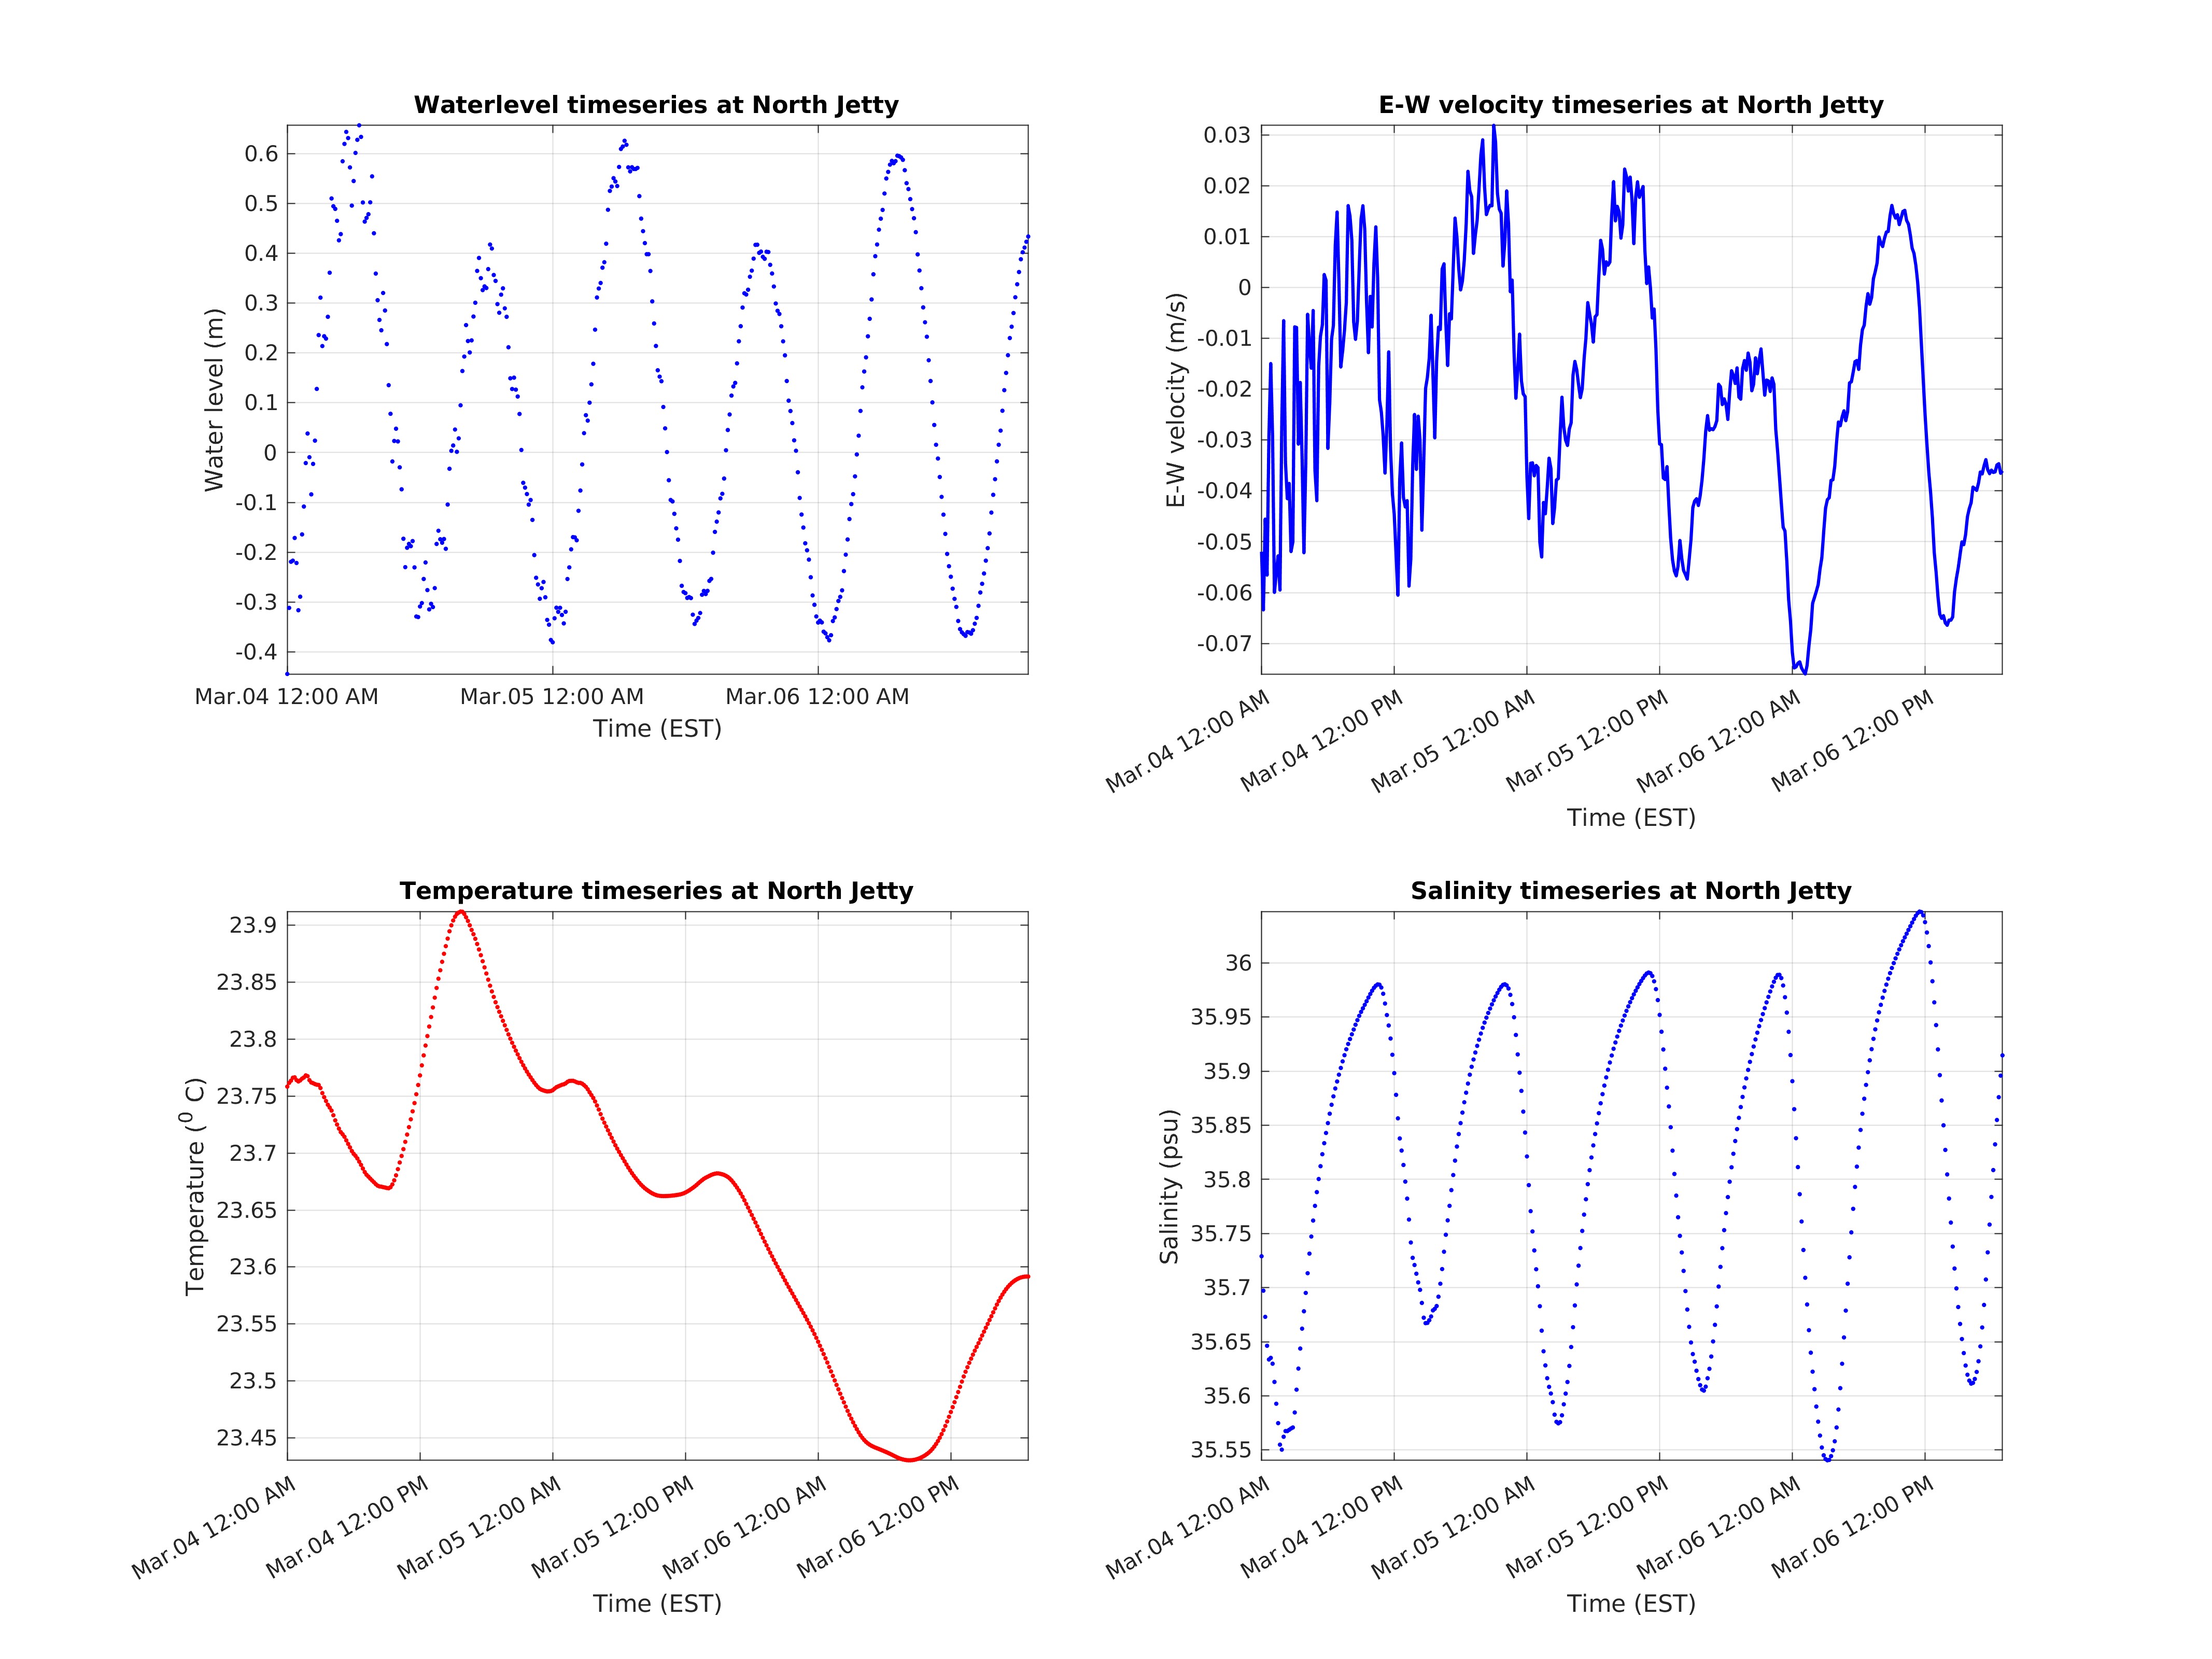 Waterlevel timeseries at North Jetty
0.6
0.5
0.4
0.3
0.2
0.1
0
-0.1
-0.2
-0.3
-0.4
Water level (m)
Mar.04 12:00 AM
Mar.05 12:00 AM
Mar.06 12:00 AM
Time (EST)
E-W velocity timeseries at North Jetty
0.03
0.02
0.01
0
-0.01
-0.02
-0.03
-0.04
-0.05
-0.06
-0.07
E-W velocity (m/s)
Mar.04 12:00 AM
Mar.04 12:00 PM
Mar.05 12:00 AM
Mar.05 12:00 PM
Mar.06 12:00 AM
Mar.06 12:00 PM
Time (EST)
Temperature timeseries at North Jetty
23.9
23.85
23.8
23.75
23.7
23.65
23.6
23.55
23.5
23.45
Temperature (⁰ C)
Mar.04 12:00 AM
Mar.04 12:00 PM
Mar.05 12:00 AM
Mar.05 12:00 PM
Mar.06 12:00 AM
Mar.06 12:00 PM
Time (EST)
Salinity timeseries at North Jetty
36
35.95
35.9
35.85
35.8
35.75
35.7
35.65
35.6
35.55
Salinity (psu)
Mar.04 12:00 AM
Mar.04 12:00 PM
Mar.05 12:00 AM
Mar.05 12:00 PM
Mar.06 12:00 AM
Mar.06 12:00 PM
Time (EST)